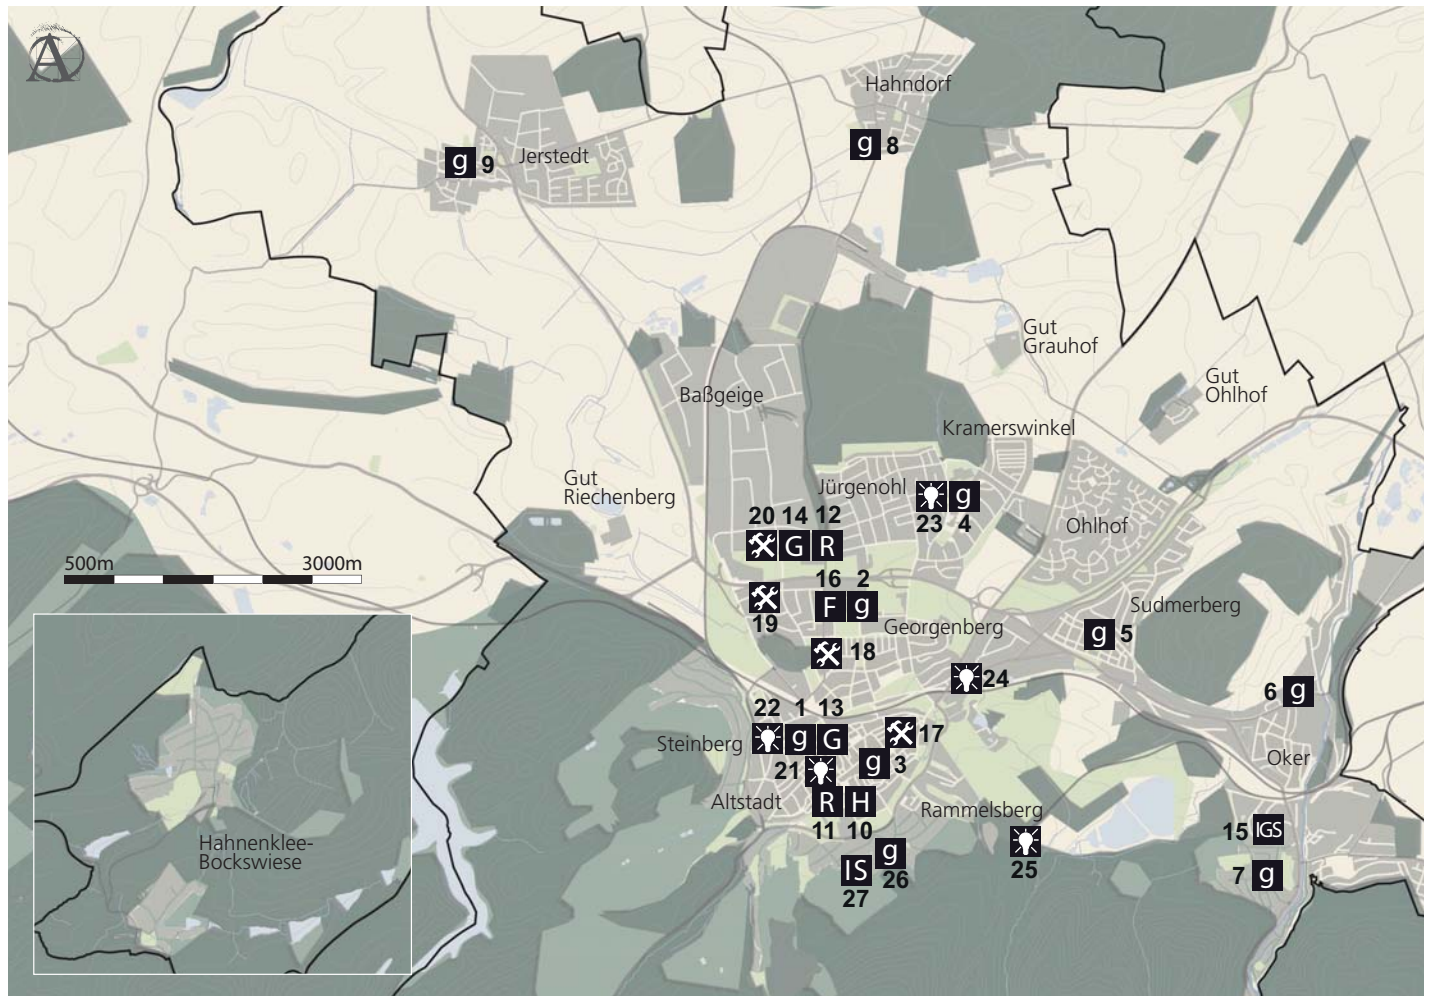 A
Hahndorf
g 8
g 9
Jerstedt
Gut
Grauhof
Gut
Ohlhof
Baßgeige
Kramerswinkel
Gut
Riechenberg
Jürgenohl
g
23 4
Ohlhof
20 14 12
G R
500m 3000m
16 2
F g
19
Georgenberg
Sudmerberg
g 5
18
24
6 g
22 1 13
g G
17
Steinberg
21
g 3
Oker
Altstadt
R H
11 10
Rammelsberg
25
15 IGS
7 g
g
26
IS
27
Hahnenklee-
Bockswiese